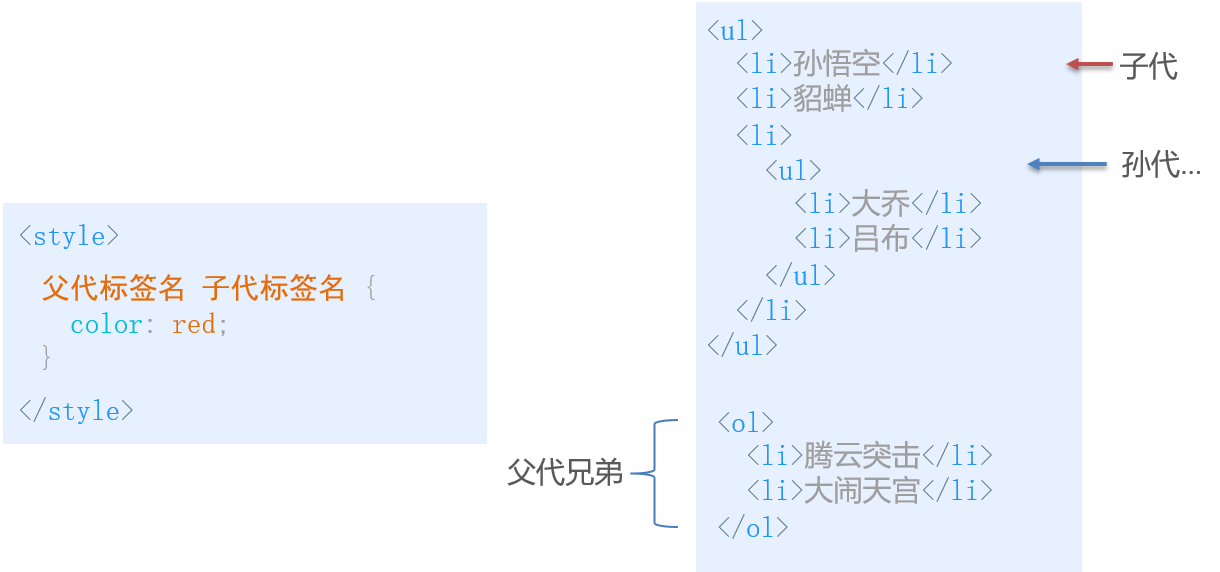 <style>
父代标签名 子代标签名 {
color: red;
}
</style>
<ul>
<li>孙悟空</li>
<li>貂蝉</li>
<li>
<ul>
<li>大乔</li>
<li>吕布</li>
</ul>
</li>
</ul>
<ol>
<li>腾云突击</li>
<li>大闹天宫</li>
</ol>
子代
孙代...
父代兄弟